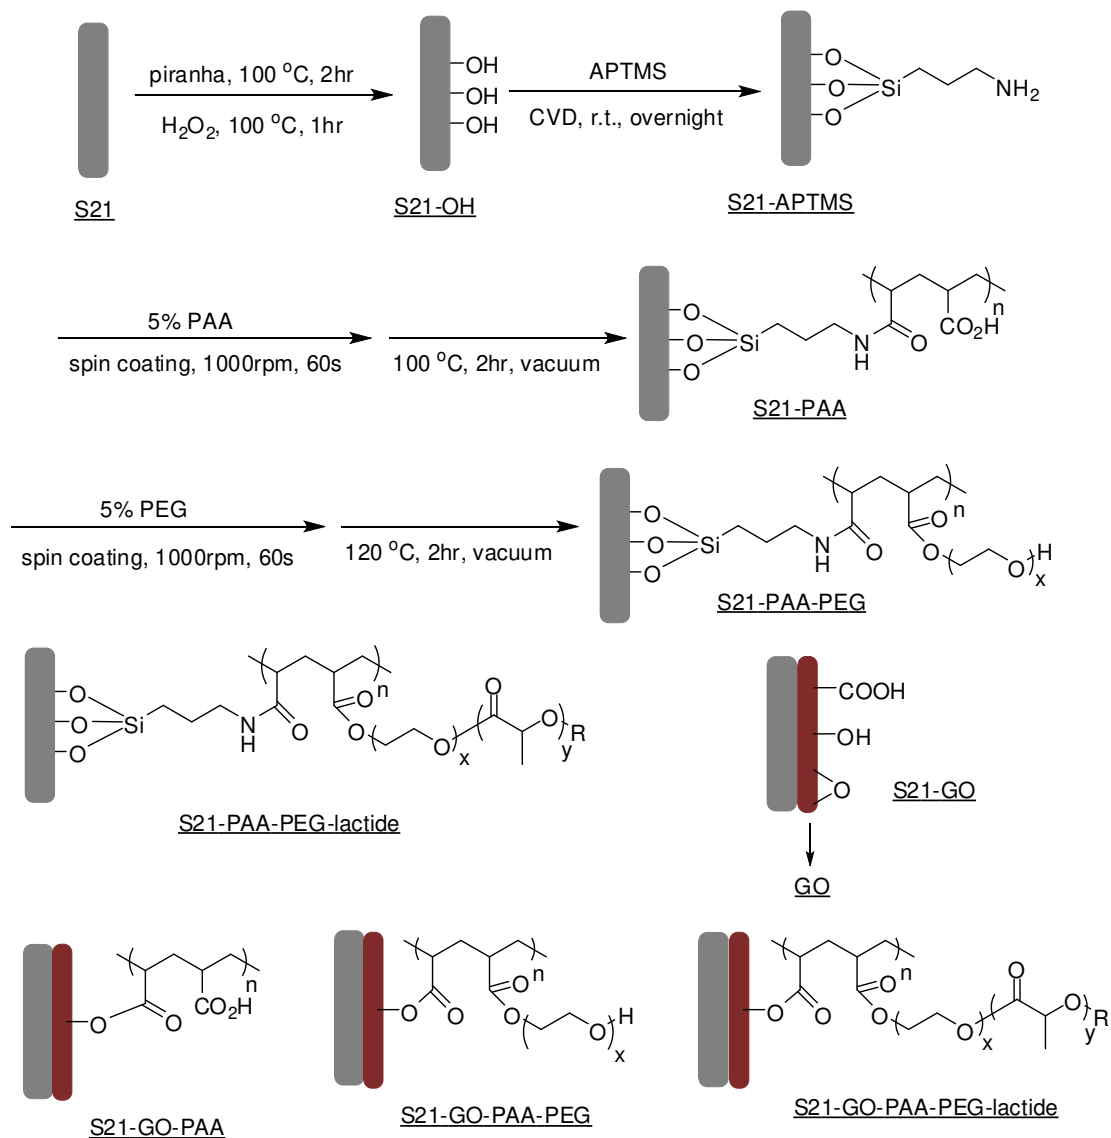 piranha, 100 °C, 2hr
H₂O₂, 100 °C, 1hr
S21
OH
OH
OH
S21-OH
APTMS
CVD, r.t., overnight
O
O
O
Si
NH₂
S21-APTMS
5% PAA
spin coating, 1000rpm, 60s
100 °C, 2hr, vacuum
O
O
O
Si
N
H
O
CO₂H
n
S21-PAA
5% PEG
spin coating, 1000rpm, 60s
120 °C, 2hr, vacuum
O
O
O
Si
N
H
O
O
n
O
O
H
x
S21-PAA-PEG
O
O
O
Si
N
H
O
O
n
O
O
x
O
O
R
y
S21-PAA-PEG-lactide
COOH
OH
O
S21-GO
GO
O
O
CO₂H
n
S21-GO-PAA
O
O
O
n
O
O
H
x
S21-GO-PAA-PEG
O
O
O
n
O
O
x
O
O
R
y
S21-GO-PAA-PEG-lactide